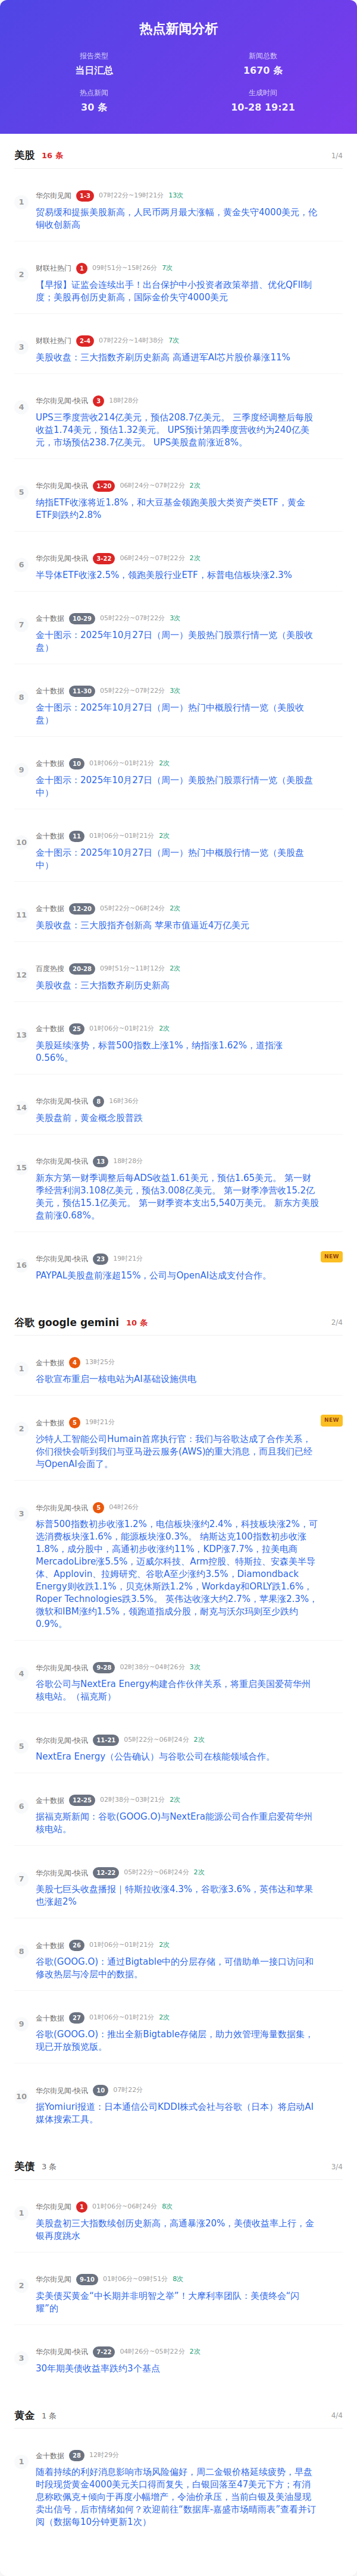 热点新闻分析
报告类型
当日汇总
新闻总数
1670 条
热点新闻
30 条
生成时间
10-28 19:21
美股 16 条 1/4
1
华尔街见闻 1-3 07时22分~19时21分 13次
贸易缓和提振美股新高，人民币两月最大涨幅，黄金失守4000美元，伦
铜收创新高
2
财联社热门 1 09时51分~15时26分 7次
【早报】证监会连续出手！出台保护中小投资者政策举措、优化QFII制
度；美股再创历史新高，国际金价失守4000美元
3
财联社热门 2-4 07时22分~14时38分 7次
美股收盘：三大指数齐刷历史新高 高通进军AI芯片股价暴涨11%
4
华尔街见闻-快讯 3 18时28分
UPS三季度营收214亿美元，预估208.7亿美元。 三季度经调整后每股
收益1.74美元，预估1.32美元。 UPS预计第四季度营收约为240亿美
元，市场预估238.7亿美元。 UPS美股盘前涨近8%。
5
华尔街见闻-快讯 1-20 06时24分~07时22分 2次
纳指ETF收涨将近1.8%，和大豆基金领跑美股大类资产类ETF，黄金
ETF则跌约2.8%
6
华尔街见闻-快讯 3-22 06时24分~07时22分 2次
半导体ETF收涨2.5%，领跑美股行业ETF，标普电信板块涨2.3%
7
金十数据 10-29 05时22分~07时22分 3次
金十图示：2025年10月27日（周一）美股热门股票行情一览（美股收
盘）
8
金十数据 11-30 05时22分~07时22分 3次
金十图示：2025年10月27日（周一）热门中概股行情一览（美股收
盘）
9
金十数据 10 01时06分~01时21分 2次
金十图示：2025年10月27日（周一）美股热门股票行情一览（美股盘
中）
10
金十数据 11 01时06分~01时21分 2次
金十图示：2025年10月27日（周一）热门中概股行情一览（美股盘
中）
11
金十数据 12-20 05时22分~06时24分 2次
美股收盘：三大股指齐创新高 苹果市值逼近4万亿美元
12
百度热搜 20-28 09时51分~11时12分 2次
美股收盘：三大指数齐刷历史新高
13
金十数据 25 01时06分~01时21分 2次
美股延续涨势，标普500指数上涨1%，纳指涨1.62%，道指涨
0.56%。
14
华尔街见闻-快讯 8 16时36分
美股盘前，黄金概念股普跌
15
华尔街见闻-快讯 13 18时28分
新东方第一财季调整后每ADS收益1.61美元，预估1.65美元。 第一财
季经营利润3.108亿美元，预估3.008亿美元。 第一财季净营收15.2亿
美元，预估15.1亿美元。 第一财季资本支出5,540万美元。 新东方美股
盘前涨0.68%。
16
华尔街见闻-快讯 23 19时21分 NEW
PAYPAL美股盘前涨超15%，公司与OpenAI达成支付合作。
谷歌 google gemini 10 条 2/4
1
金十数据 4 13时25分
谷歌宣布重启一核电站为AI基础设施供电
2
金十数据 5 19时21分 NEW
沙特人工智能公司Humain首席执行官：我们与谷歌达成了合作关系，
你们很快会听到我们与亚马逊云服务(AWS)的重大消息，而且我们已经
与OpenAI会面了。
3
华尔街见闻-快讯 5 04时26分
标普500指数初步收涨1.2%，电信板块涨约2.4%，科技板块涨2%，可
选消费板块涨1.6%，能源板块涨0.3%。 纳斯达克100指数初步收涨
1.8%，成分股中，高通初步收涨约11%，KDP涨7.7%，拉美电商
MercadoLibre涨5.5%，迈威尔科技、Arm控股、特斯拉、安森美半导
体、Applovin、拉姆研究、谷歌A至少涨约3.5%，Diamondback
Energy则收跌1.1%，贝克休斯跌1.2%，Workday和ORLY跌1.6%，
Roper Technologies跌3.5%。 英伟达收涨大约2.7%，苹果涨2.3%，
微软和IBM涨约1.5%，领跑道指成分股，耐克与沃尔玛则至少跌约
0.9%。
4
华尔街见闻-快讯 9-28 02时38分~04时26分 3次
谷歌公司与NextEra Energy构建合作伙伴关系，将重启美国爱荷华州
核电站。（福克斯）
5
华尔街见闻-快讯 11-21 05时22分~06时24分 2次
NextEra Energy（公告确认）与谷歌公司在核能领域合作。
6
金十数据 12-25 02时38分~03时21分 2次
据福克斯新闻：谷歌(GOOG.O)与NextEra能源公司合作重启爱荷华州
核电站。
7
华尔街见闻-快讯 12-22 05时22分~06时24分 2次
美股七巨头收盘播报｜特斯拉收涨4.3%，谷歌涨3.6%，英伟达和苹果
也涨超2%
8
金十数据 26 01时06分~01时21分 2次
谷歌(GOOG.O)：通过Bigtable中的分层存储，可借助单一接口访问和
修改热层与冷层中的数据。
9
金十数据 27 01时06分~01时21分 2次
谷歌(GOOG.O)：推出全新Bigtable存储层，助力效管理海量数据集，
现已开放预览版。
10
华尔街见闻-快讯 10 07时22分
据Yomiuri报道：日本通信公司KDDI株式会社与谷歌（日本）将启动AI
媒体搜索工具。
美债 3 条 3/4
1
华尔街见闻 1 01时06分~06时24分 8次
美股盘初三大指数续创历史新高，高通暴涨20%，美债收益率上行，金
银再度跳水
2
华尔街见闻 9-10 01时06分~09时51分 8次
卖美债买黄金“中长期并非明智之举”！大摩利率团队：美债终会“闪
耀”的
3
华尔街见闻-快讯 7-22 04时26分~05时22分 2次
30年期美债收益率跌约3个基点
黄金 1 条 4/4
1
金十数据 28 12时29分
随着持续的利好消息影响市场风险偏好，周二金银价格延续疲势，早盘
时段现货黄金4000美元关口得而复失，白银回落至47美元下方；有消
息称欧佩克+倾向于再度小幅增产，令油价承压，当前白银及美油显现
卖出信号，后市情绪如何？欢迎前往“数据库-嘉盛市场晴雨表”查看并订
阅（数据每10分钟更新1次）